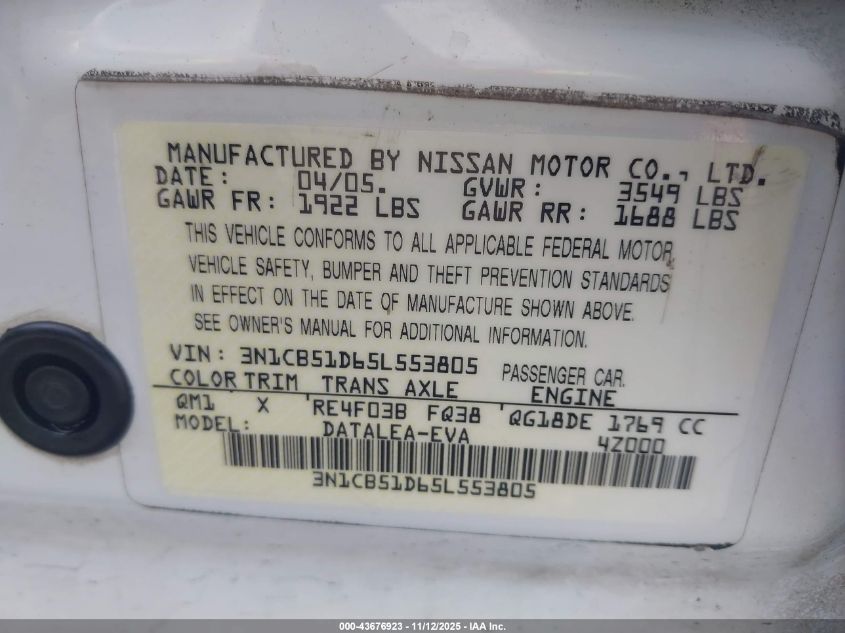 MANUFACTURED BY NISSAN MOTOR CO., LTD.
DATE: 04/05. GVWR: 3549 LBS
GAWR FR: 1922 LBS GAWR RR: 1688 LBS
THIS VEHICLE CONFORMS TO ALL APPLICABLE FEDERAL MOTOR
VEHICLE SAFETY, BUMPER AND THEFT PREVENTION STANDARDS
IN EFFECT ON THE DATE OF MANUFACTURE SHOWN ABOVE.
SEE OWNER'S MANUAL FOR ADDITIONAL INFORMATION.
VIN: 3N1CB51D65L553805 PASSENGER CAR.
COLOR TRIM TRANS AXLE ENGINE
QM1 X RE4F03B FQ38 QG18DE 1769 CC
MODEL: DATALEA-EVA 4Z000
3N1CB51D65L553805
000-43676923 - 11/12/2025 - IAA Inc.